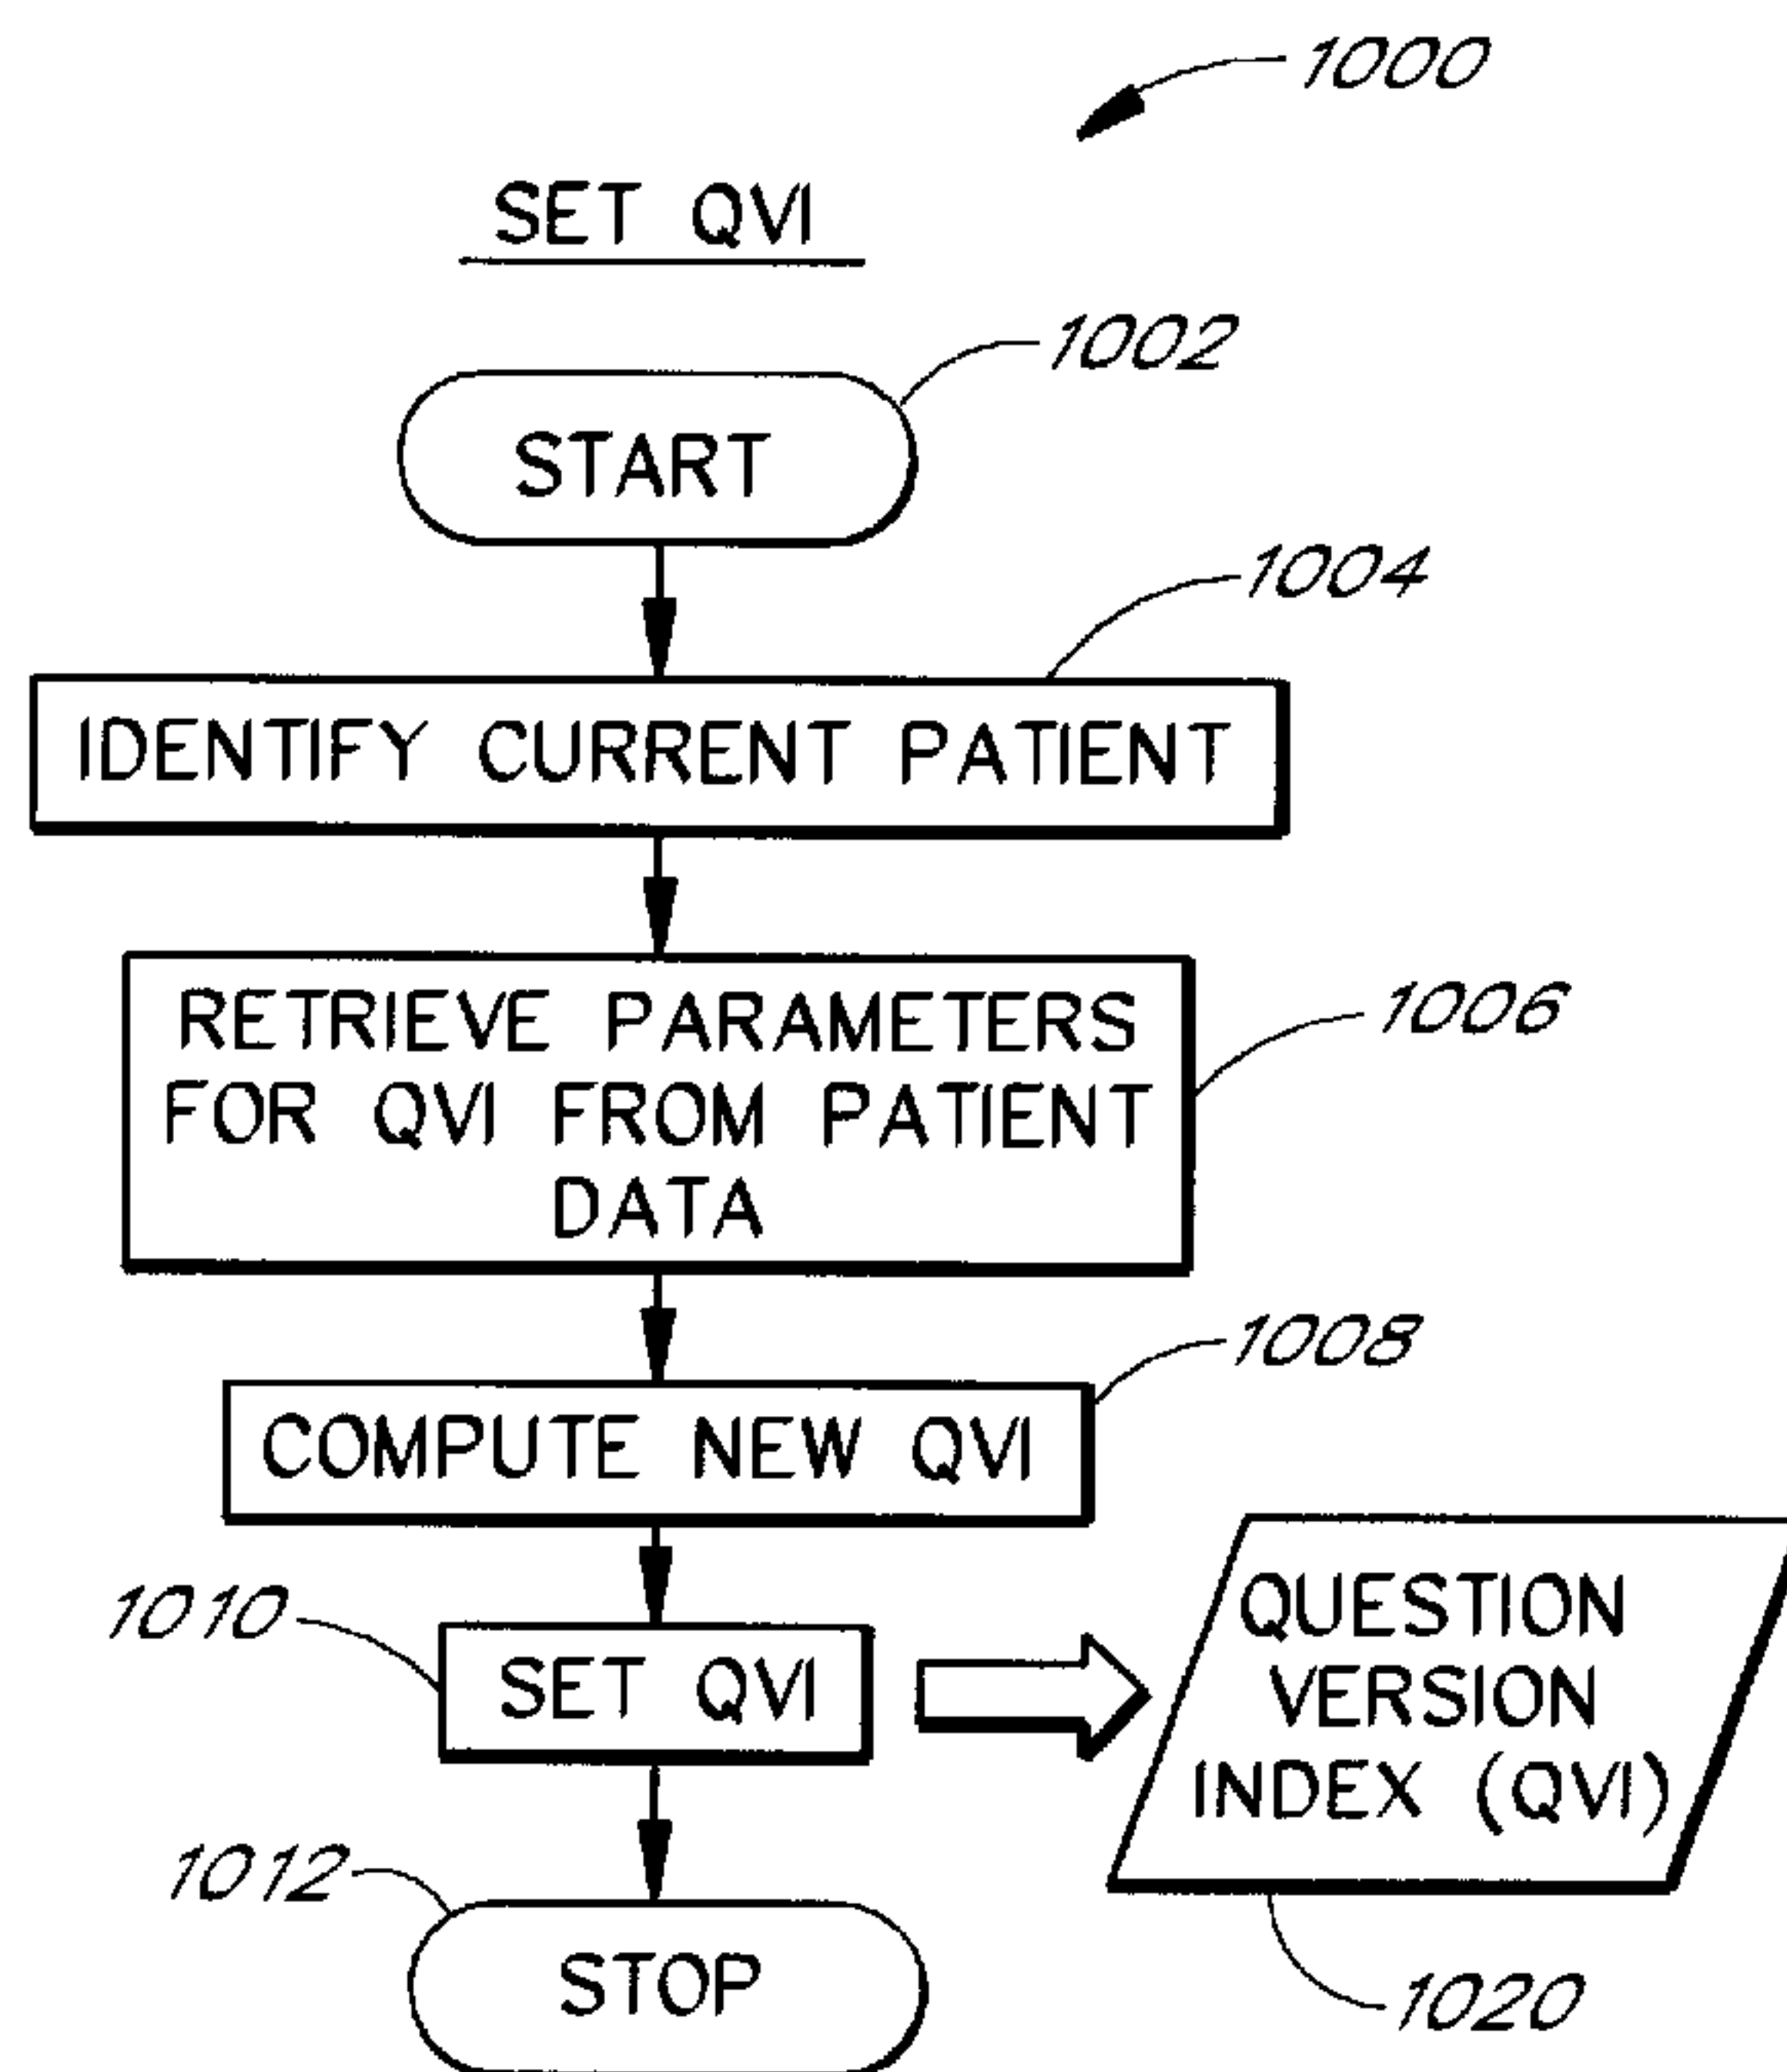 1000
SET QVI
1002
START
1004
IDENTIFY CURRENT PATIENT
RETRIEVE PARAMETERS
FOR QVI FROM PATIENT
DATA
1006
1008
COMPUTE NEW QVI
1010
SET QVI
QUESTION
VERSION
INDEX (QVI)
1012
STOP
1020